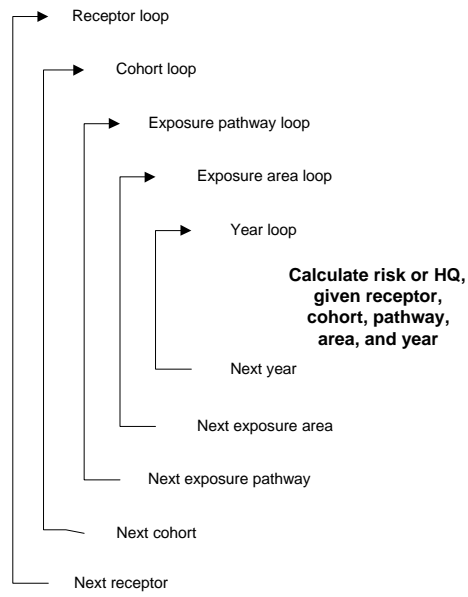 Receptor loop
Cohort loop
Exposure pathway loop
Exposure area loop
Year loop
Calculate risk or HQ,
given receptor,
cohort, pathway,
area, and year
Next year
Next exposure area
Next exposure pathway
Next cohort
Next receptor